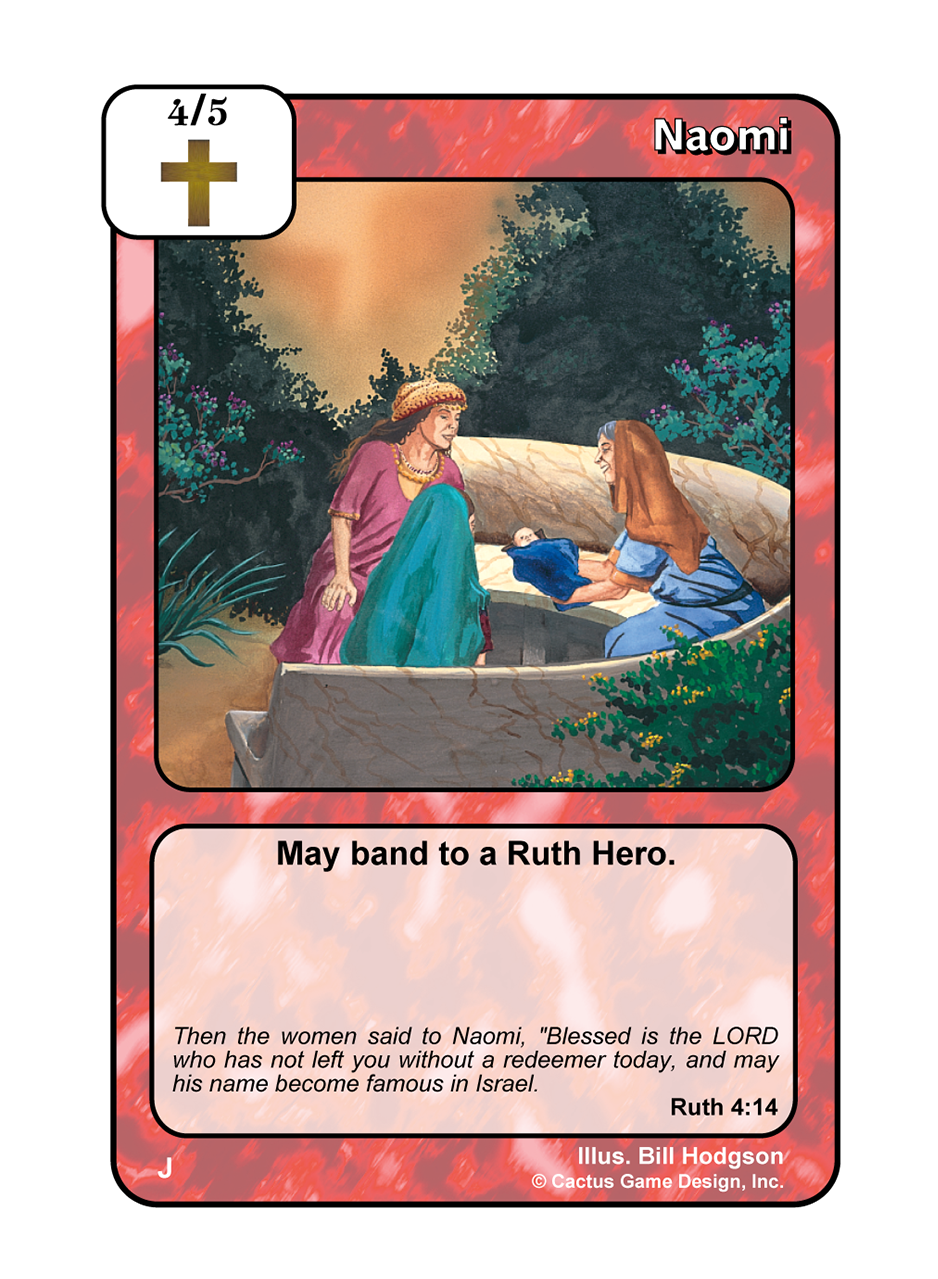 4/5
Naomi
May band to a Ruth Hero.
Then the women said to Naomi, "Blessed is the LORD
who has not left you without a redeemer today, and may
his name become famous in Israel.
Ruth 4:14
J
Illus. Bill Hodgson
© Cactus Game Design, Inc.